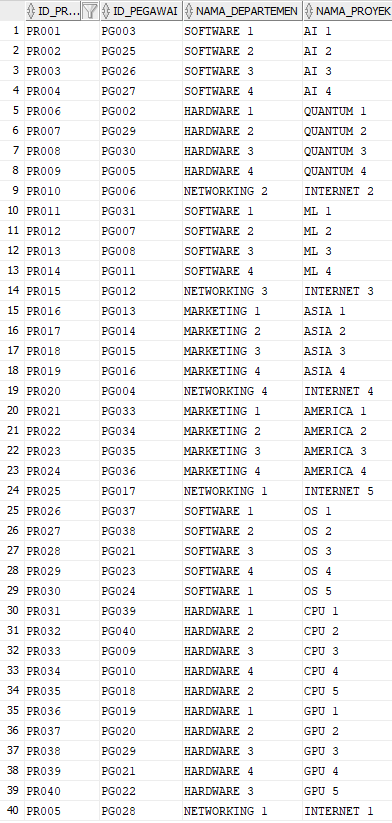 ID_PR... ID_PEGAWAI NAMA_DEPARTEMEN NAMA_PROYEK
1 PR001 PG003 SOFTWARE 1 AI 1
2 PR002 PG025 SOFTWARE 2 AI 2
3 PR003 PG026 SOFTWARE 3 AI 3
4 PR004 PG027 SOFTWARE 4 AI 4
5 PR006 PG002 HARDWARE 1 QUANTUM 1
6 PR007 PG029 HARDWARE 2 QUANTUM 2
7 PR008 PG030 HARDWARE 3 QUANTUM 3
8 PR009 PG005 HARDWARE 4 QUANTUM 4
9 PR010 PG006 NETWORKING 2 INTERNET 2
10 PR011 PG031 SOFTWARE 1 ML 1
11 PR012 PG007 SOFTWARE 2 ML 2
12 PR013 PG008 SOFTWARE 3 ML 3
13 PR014 PG011 SOFTWARE 4 ML 4
14 PR015 PG012 NETWORKING 3 INTERNET 3
15 PR016 PG013 MARKETING 1 ASIA 1
16 PR017 PG014 MARKETING 2 ASIA 2
17 PR018 PG015 MARKETING 3 ASIA 3
18 PR019 PG016 MARKETING 4 ASIA 4
19 PR020 PG004 NETWORKING 4 INTERNET 4
20 PR021 PG033 MARKETING 1 AMERICA 1
21 PR022 PG034 MARKETING 2 AMERICA 2
22 PR023 PG035 MARKETING 3 AMERICA 3
23 PR024 PG036 MARKETING 4 AMERICA 4
24 PR025 PG017 NETWORKING 1 INTERNET 5
25 PR026 PG037 SOFTWARE 1 OS 1
26 PR027 PG038 SOFTWARE 2 OS 2
27 PR028 PG021 SOFTWARE 3 OS 3
28 PR029 PG023 SOFTWARE 4 OS 4
29 PR030 PG024 SOFTWARE 1 OS 5
30 PR031 PG039 HARDWARE 1 CPU 1
31 PR032 PG040 HARDWARE 2 CPU 2
32 PR033 PG009 HARDWARE 3 CPU 3
33 PR034 PG010 HARDWARE 4 CPU 4
34 PR035 PG018 HARDWARE 2 CPU 5
35 PR036 PG019 HARDWARE 1 GPU 1
36 PR037 PG020 HARDWARE 2 GPU 2
37 PR038 PG029 HARDWARE 3 GPU 3
38 PR039 PG021 HARDWARE 4 GPU 4
39 PR040 PG022 HARDWARE 3 GPU 5
40 PR005 PG028 NETWORKING 1 INTERNET 1